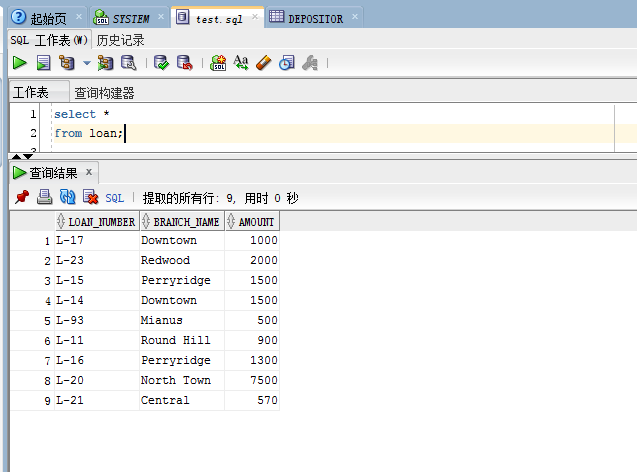 起始页 SYSTEM test.sql DEPOSITOR
SQL 工作表(W) 历史记录
工作表 查询构建器
1 select *
2 from loan;
查询结果 x
SQL 提取的所有行: 9, 用时 0 秒
LOAN_NUMBER BRANCH_NAME AMOUNT
1 L-17 Downtown 1000
2 L-23 Redwood 2000
3 L-15 Perryridge 1500
4 L-14 Downtown 1500
5 L-93 Mianus 500
6 L-11 Round Hill 900
7 L-16 Perryridge 1300
8 L-20 North Town 7500
9 L-21 Central 570